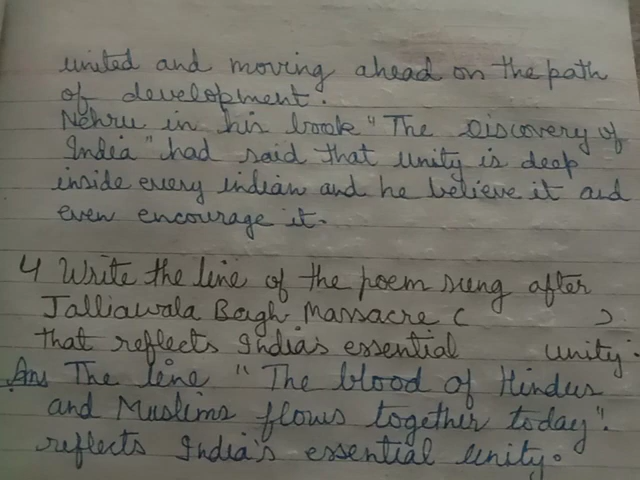 united and moving ahead on the path
of development.
Nehru in his book "The Discovery of
India" had said that unity is deep
inside every indian and he believe it and
even encourage it.
4 Write the line of the poem sung after
Jalliawala Bagh Massacre ( )
that reflects India's essential unity.
Ans The line "The blood of Hindus
and Muslims flows together today".
reflects India's essential unity.